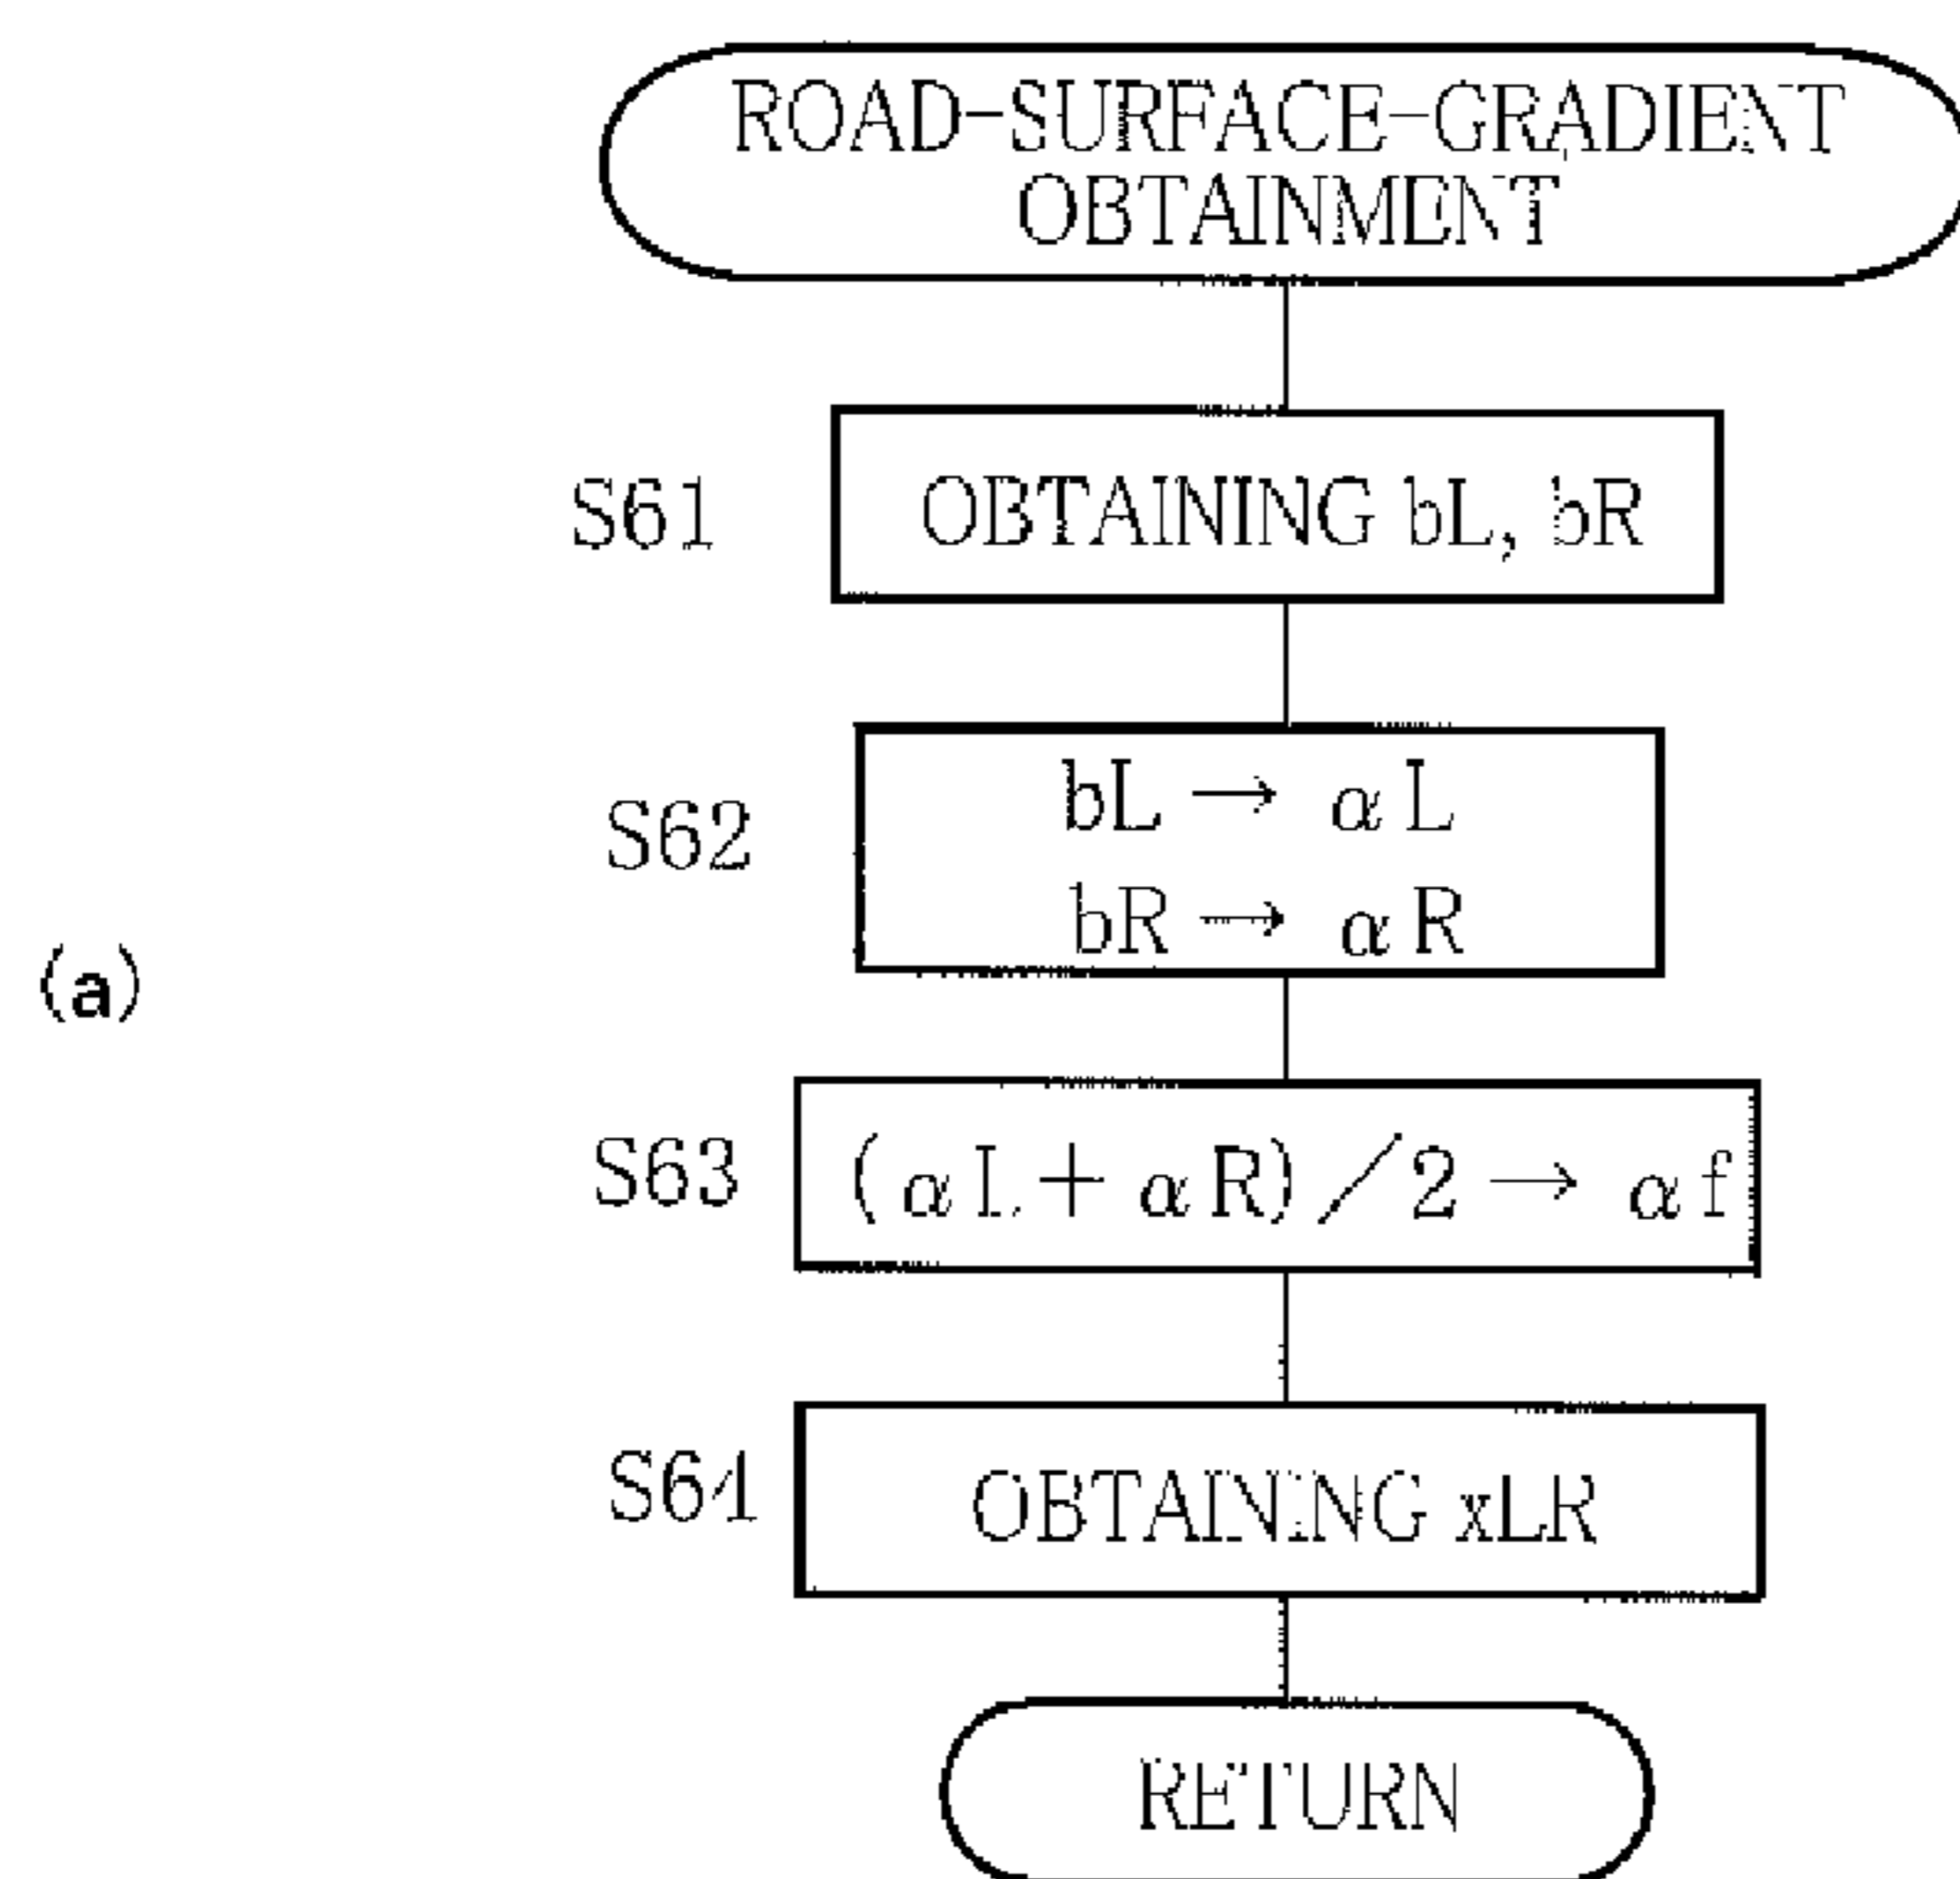 ROAD-SURFACE-GRADIENT
OBTAINMENT
S61
OBTAINING bL, bR
S62
bL → αL
bR → αR
(a)
S63
(αL + αR)/2 → αf
S64
OBTAINING xLR
RETURN